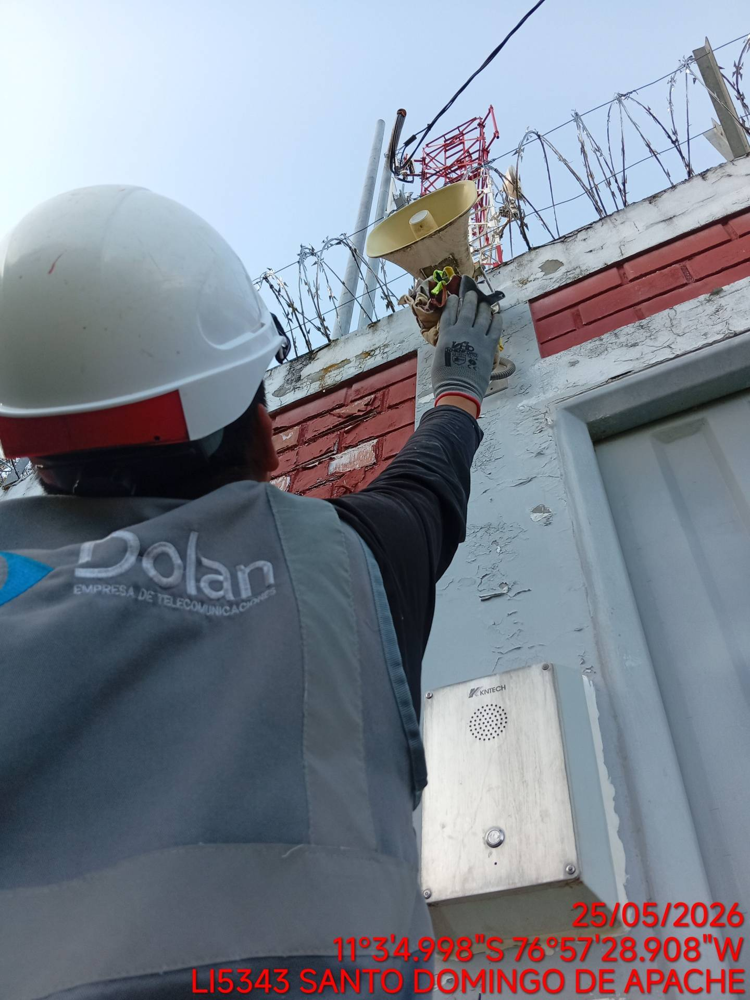 Dolan
EMPRESA DE TELECOMUNICACIONES
KNTECH
25/05/2026
11°3'4.998"S 76°57'28.908"W
LI5343 SANTO DOMINGO DE APACHE